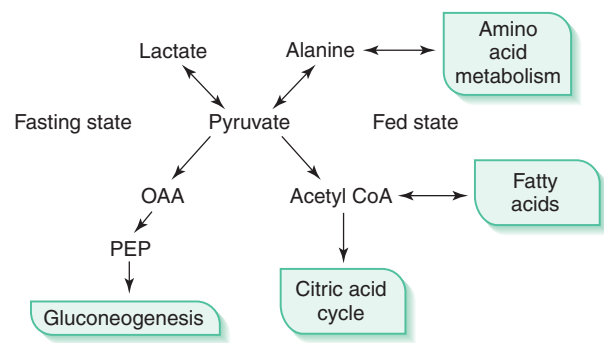 Amino
acid
metabolism
Lactate
Alanine
Fasting state
Pyruvate
Fed state
OAA
Acetyl CoA
Fatty
acids
PEP
Citric acid
cycle
Gluconeogenesis